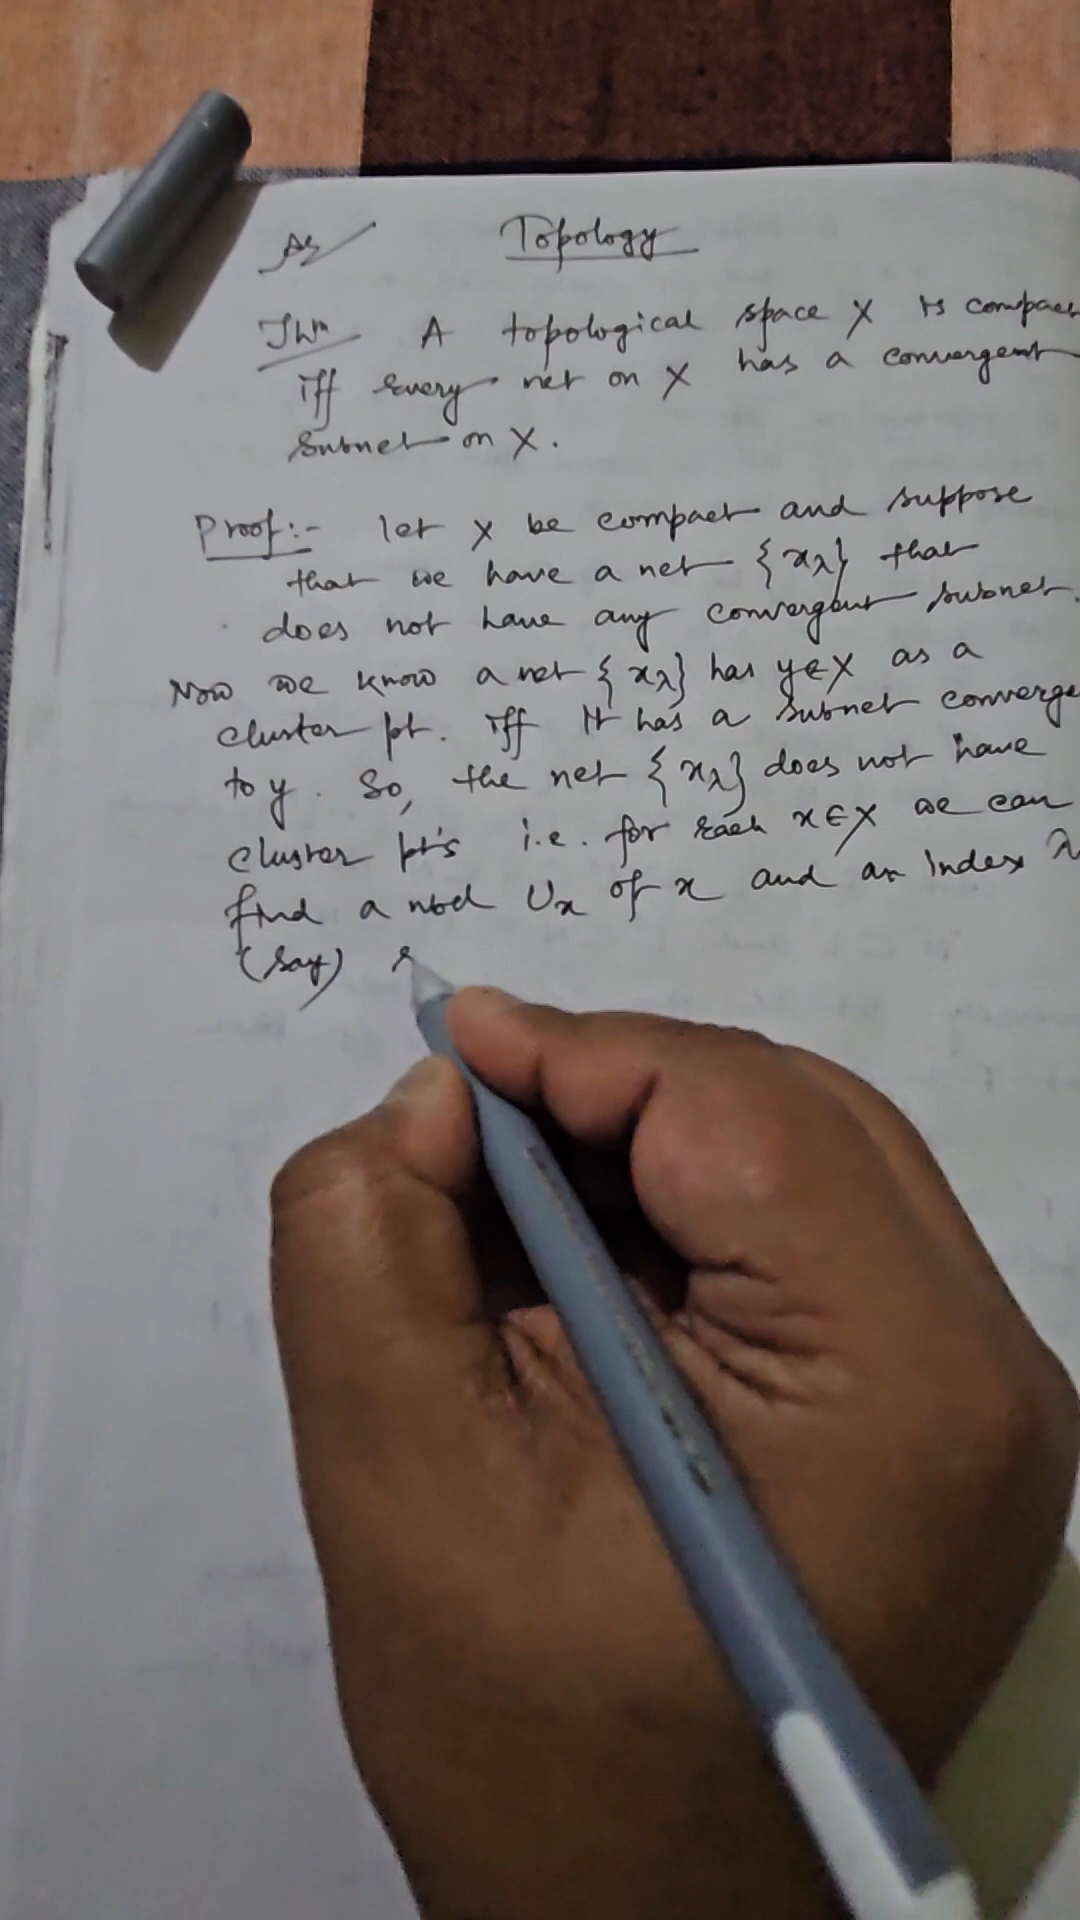 Topology
Thm A topological space X is compact
iff every net on X has a convergent
subnet on X.
Proof:- Let X be compact and suppose
that we have a net {xλ} that
does not have any convergent subnet.
Now we know a net {xλ} has y∈X as a
cluster pt. iff it has a subnet converge
to y. So, the net {xλ} does not have
cluster pt's i.e. for each x∈X we can
find a nbd Ux of x and an index λ
(say) s